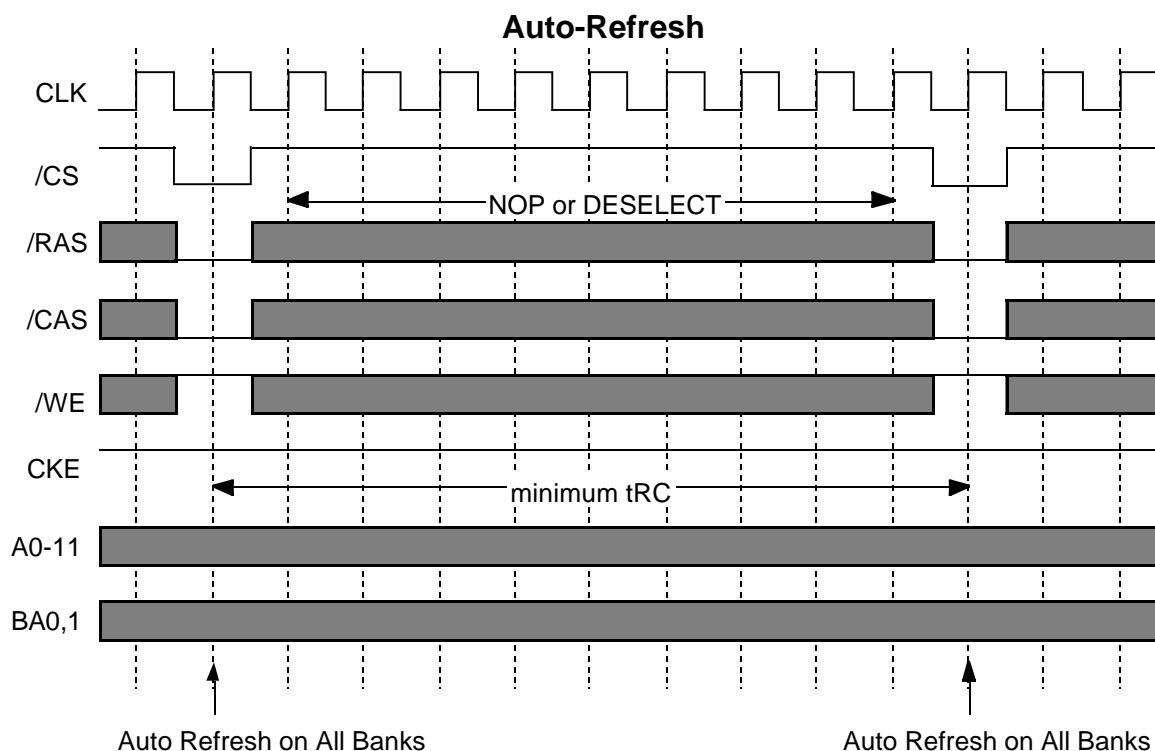 Auto-Refresh
CLK
/CS
NOP or DESELECT
/RAS
/CAS
/WE
CKE
minimum tRC
A0-11
BA0,1
Auto Refresh on All Banks
Auto Refresh on All Banks